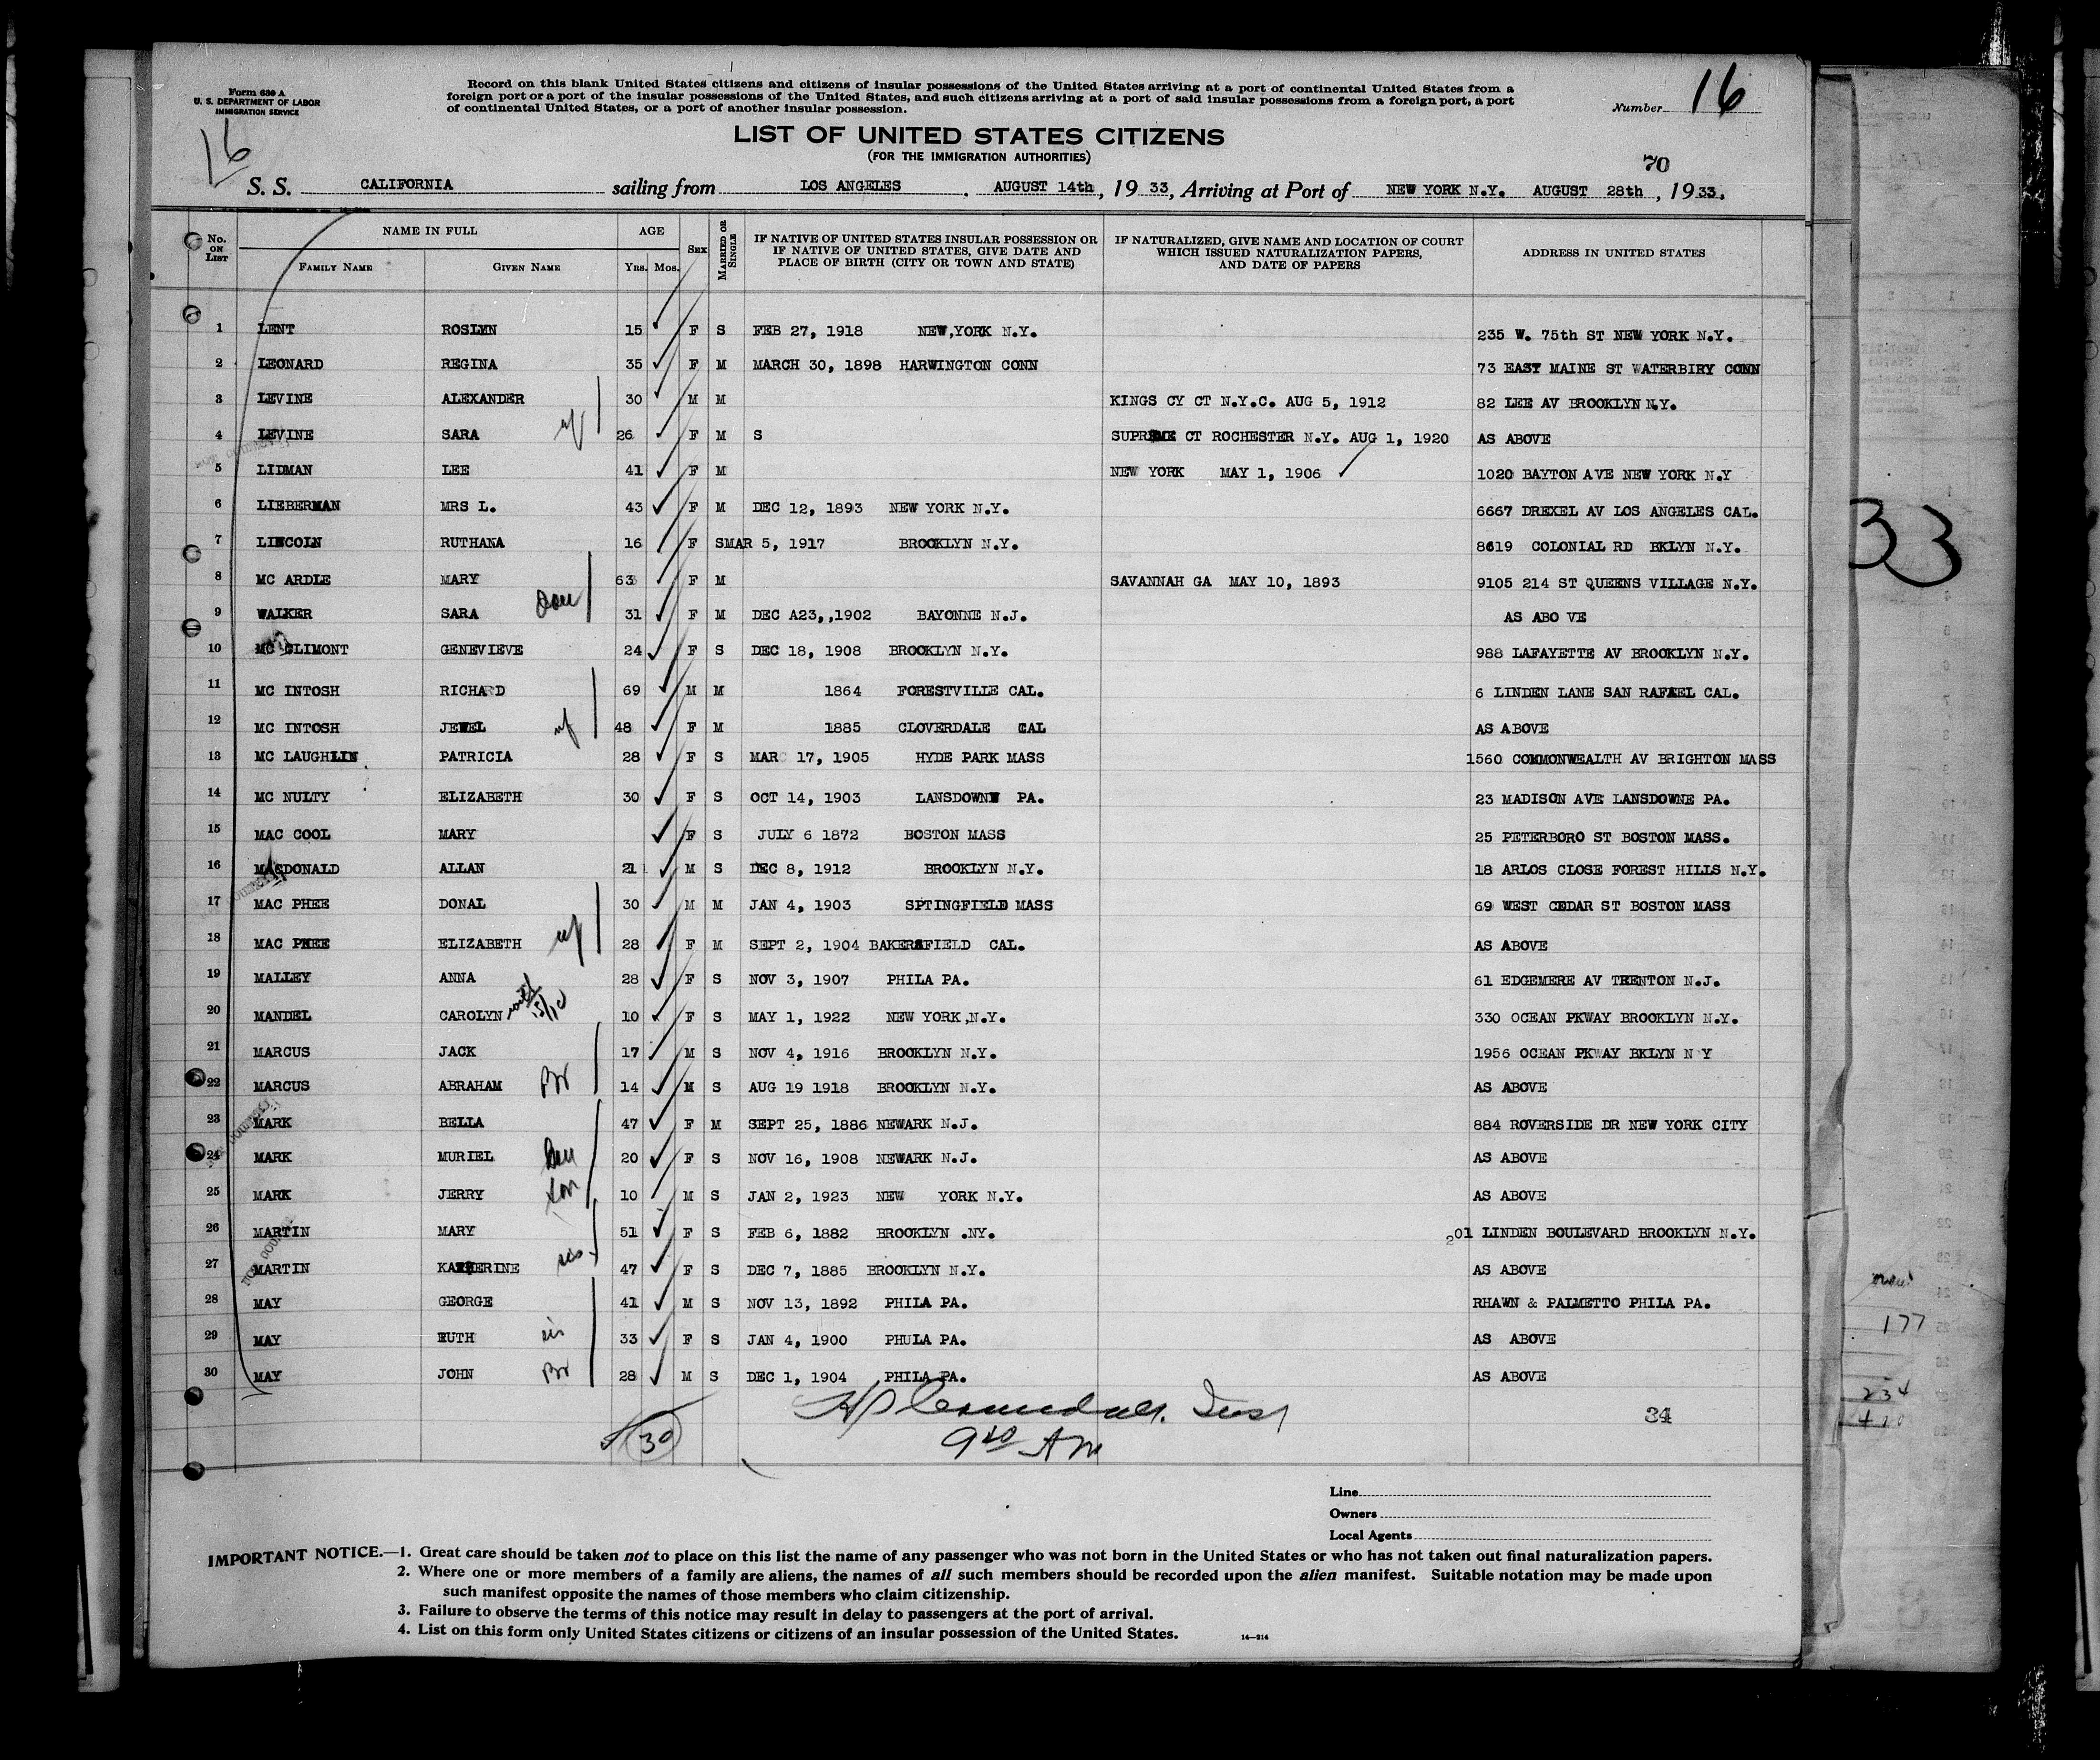 Form 630 A
U. S. DEPARTMENT OF LABOR
IMMIGRATION SERVICE
Record on this blank United States citizens and citizens of insular possessions of the United States arriving at a port of continental United States from a
foreign port or a port of the insular possessions of the United States, and such citizens arriving at a port of said insular possessions from a foreign port, a port
of continental United States, or a port of another insular possession.
Number 16
16
LIST OF UNITED STATES CITIZENS
(FOR THE IMMIGRATION AUTHORITIES)
70
S. S. CALIFORNIA sailing from LOS ANGELES . AUGUST 14th, 19 33, Arriving at Port of NEW YORK N.Y. AUGUST 28th, 19 33.
No. on List NAME IN FULL AGE Sex Married or Single IF NATIVE OF UNITED STATES INSULAR POSSESSION OR IF NATIVE OF UNITED STATES, GIVE DATE AND PLACE OF BIRTH (CITY OR TOWN AND STATE) IF NATURALIZED, GIVE NAME AND LOCATION OF COURT WHICH ISSUED NATURALIZATION PAPERS, AND DATE OF PAPERS ADDRESS IN UNITED STATES
Family Name Given Name Yrs. Mos.
1 LENT ROSLYN 15 F S FEB 27, 1918 NEW,YORK N.Y. 235 W. 75th ST NEW YORK N.Y.
2 LEONARD REGINA 35 F M MARCH 30, 1898 HARWINGTON CONN 73 EAST MAINE ST WATERBIRY CONN
3 LEVINE ALEXANDER 30 M M KINGS CY CT N.Y.C. AUG 5, 1912 82 LEE AV BROOKLYN N.Y.
4 LEVINE SARA wf 26 F M S SUPREME CT ROCHESTER N.Y. AUG 1, 1920 AS ABOVE
5 LIDMAN LEE 41 F M NEW YORK MAY 1, 1906 1020 BAYTON AVE NEW YORK N.Y
6 LIEBERMAN MRS L. 43 F M DEC 12, 1893 NEW YORK N.Y. 6667 DREXEL AV LOS ANGELES CAL.
7 LINCOLN RUTHANA 16 F SMAR 5, 1917 BROOKLYN N.Y. 8619 COLONIAL RD BKLYN N.Y.
8 MC ARDLE MARY 63 F M SAVANNAH GA MAY 10, 1893 9105 214 ST QUEENS VILLAGE N.Y.
9 WALKER SARA Dau 31 F M DEC A23,,1902 BAYONNE N.J. AS ABO VE
10 MC CLIMONT GENEVIEVE 24 F S DEC 18, 1908 BROOKLYN N.Y. 988 LAFAYETTE AV BROOKLYN N.Y.
11 MC INTOSH RICHARD 69 M M 1864 FORESTVILLE CAL. 6 LINDEN LANE SAN RAFAEL CAL.
12 MC INTOSH JEWEL wf 48 F M 1885 CLOVERDALE CAL AS ABOVE
13 MC LAUGHLIN PATRICIA 28 F S MAR 17, 1905 HYDE PARK MASS 1560 COMMONWEALTH AV BRIGHTON MASS
14 MC NULTY ELIZABETH 30 F S OCT 14, 1903 LANSDOWNW PA. 23 MADISON AVE LANSDOWNE PA.
15 MAC COOL MARY F S JULY 6 1872 BOSTON MASS 25 PETERBORO ST BOSTON MASS.
16 MACDONALD ALLAN 21 M S DEC 8, 1912 BROOKLYN N.Y. 18 ARLOS CLOSE FOREST HILLS N.Y.
17 MAC PHEE DONAL 30 M M JAN 4, 1903 SPTINGFIELD MASS 69 WEST CEDAR ST BOSTON MASS
18 MAC PHEE ELIZABETH wf 28 F M SEPT 2, 1904 BAKERSFIELD CAL. AS ABOVE
19 MALLEY ANNA 28 F S NOV 3, 1907 PHILA PA. 61 EDGEMERE AV TRENTON N.J.
20 MANDEL CAROLYN 10 F S MAY 1, 1922 NEW YORK,N.Y. 330 OCEAN PKWAY BROOKLYN N.Y.
21 MARCUS JACK 17 M S NOV 4, 1916 BROOKLYN N.Y. 1956 OCEAN PKWAY BKLYN N Y
22 MARCUS ABRAHAM Br 14 M S AUG 19 1918 BROOKLYN N.Y. AS ABOVE
23 MARK BELLA 47 F M SEPT 25, 1886 NEWARK N.J. 884 ROVERSIDE DR NEW YORK CITY
24 MARK MURIEL Dau 20 F S NOV 16, 1908 NEWARK N.J. AS ABOVE
25 MARK JERRY son 10 M S JAN 2, 1923 NEW YORK N.Y. AS ABOVE
26 MARTIN MARY 51 F S FEB 6, 1882 BROOKLYN .NY. 201 LINDEN BOULEVARD BROOKLYN N.Y.
27 MARTIN KATHERINE sis 47 F S DEC 7, 1885 BROOKLYN N.Y. AS ABOVE
28 MAY GEORGE 41 M S NOV 13, 1892 PHILA PA. RHAWN & PALMETTO PHILA PA.
29 MAY RUTH sis 33 F S JAN 4, 1900 PHULA PA. AS ABOVE
30 MAY JOHN Br 28 M S DEC 1, 1904 PHILA PA. AS ABOVE
34
30 9 40 AM
Line
Owners
Local Agents
IMPORTANT NOTICE.—1. Great care should be taken not to place on this list the name of any passenger who was not born in the United States or who has not taken out final naturalization papers.
2. Where one or more members of a family are aliens, the names of all such members should be recorded upon the alien manifest. Suitable notation may be made upon
such manifest opposite the names of those members who claim citizenship.
3. Failure to observe the terms of this notice may result in delay to passengers at the port of arrival.
4. List on this form only United States citizens or citizens of an insular possession of the United States.
14—214
33
177
234